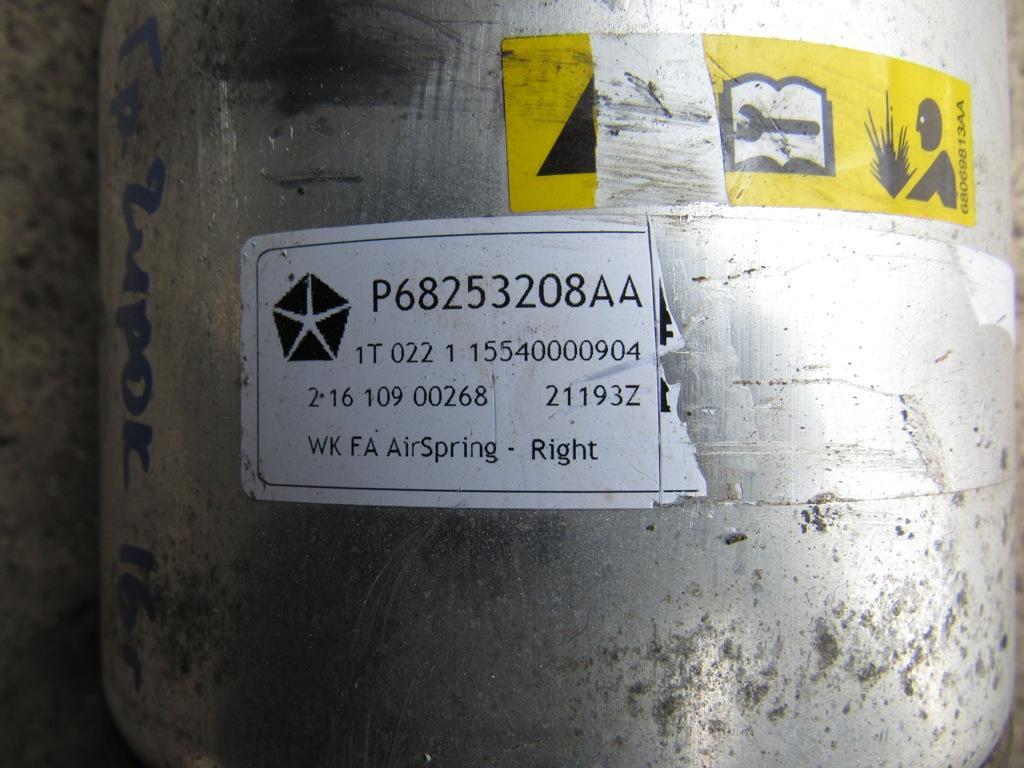 68069813AA
P68253208AA
1T 022 1 15540000904
2 16 109 00268 21193Z
WK FA AirSpring - Right